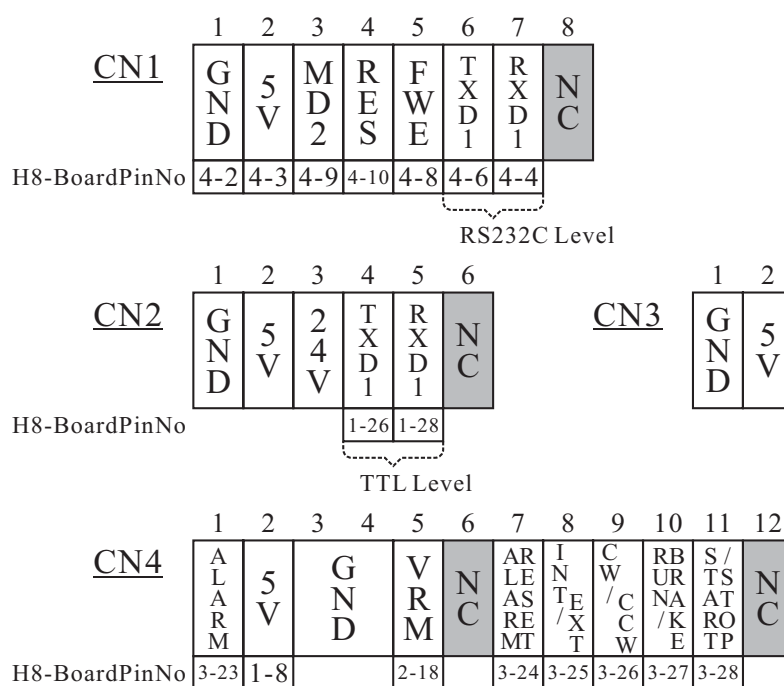 1 2 3 4 5 6 7 8
CN1 GND 5V MD2 RES FWE TXD1 RXD1 NC
H8-BoardPinNo 4-2 4-3 4-9 4-10 4-8 4-6 4-4
RS232C Level
1 2 3 4 5 6
CN2 GND 5V 24V TXD1 RXD1 NC
H8-BoardPinNo 1-26 1-28
TTL Level
1 2
CN3 GND 5V
1 2 3 4 5 6 7 8 9 10 11 12
CN4 ALARM 5V GND VRM NC ALARM RESET INT/EXT CW/CCW RUN/BRAKE START/STOP NC
H8-BoardPinNo 3-23 1-8 2-18 3-24 3-25 3-26 3-27 3-28